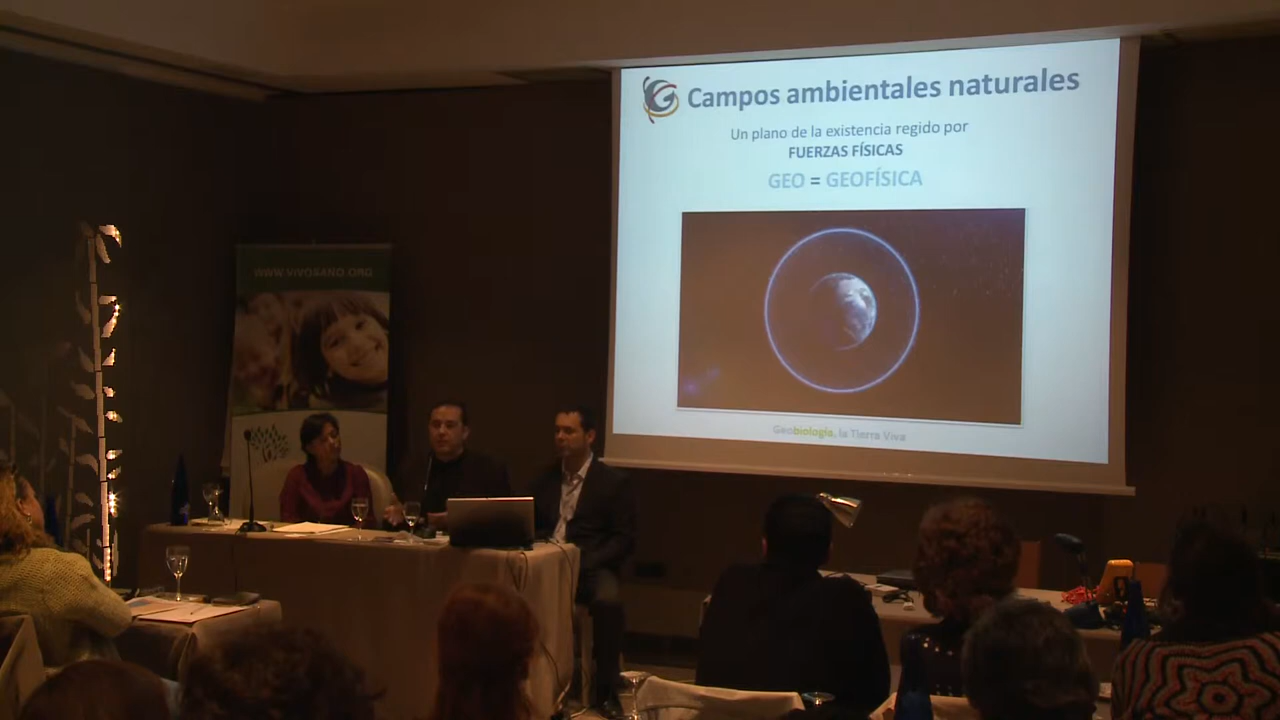 Campos ambientales naturales
Un plano de la existencia regido por
FUERZAS FÍSICAS
GEO = GEOFÍSICA
Geobiología, la Tierra Viva
WWW.VIVOSANO.ORG